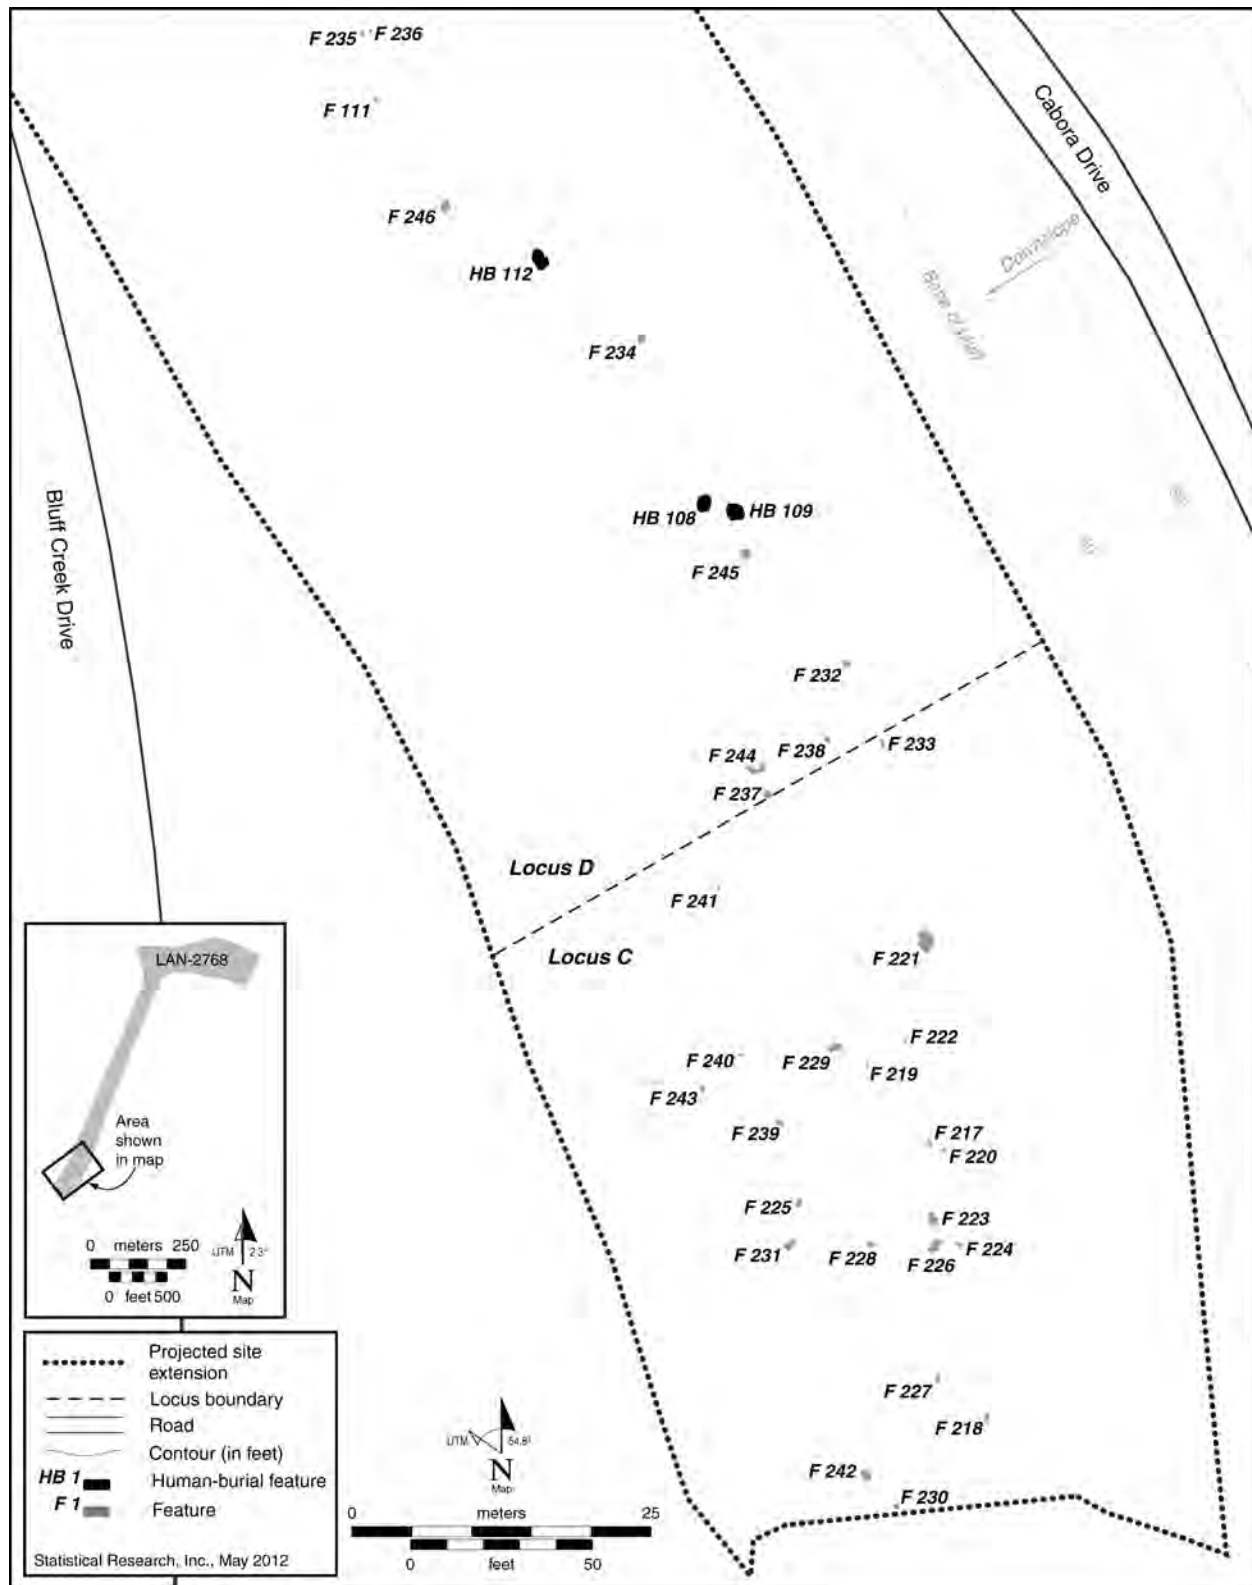 F 235
F 236
Cabora Drive
F 111
F 246
Downslope
HB 112
F 234
Bluff Creek Drive
HB 108
HB 109
F 245
F 232
F 244
F 238
F 233
F 237
Locus D
F 241
Locus C
F 221
F 222
F 240
F 229
F 219
F 243
F 239
F 217
F 220
F 225
F 223
F 231
F 228
F 226
F 224
F 227
F 218
F 242
F 230
LAN-2768
Area
shown
in map
0 meters 250
0 feet 500
UTM 2.3°
N
Map
Projected site
extension
Locus boundary
Road
Contour (in feet)
HB 1 Human-burial feature
F 1 Feature
Statistical Research, Inc., May 2012
UTM 54.8°
N
Map
0 meters 25
0 feet 50